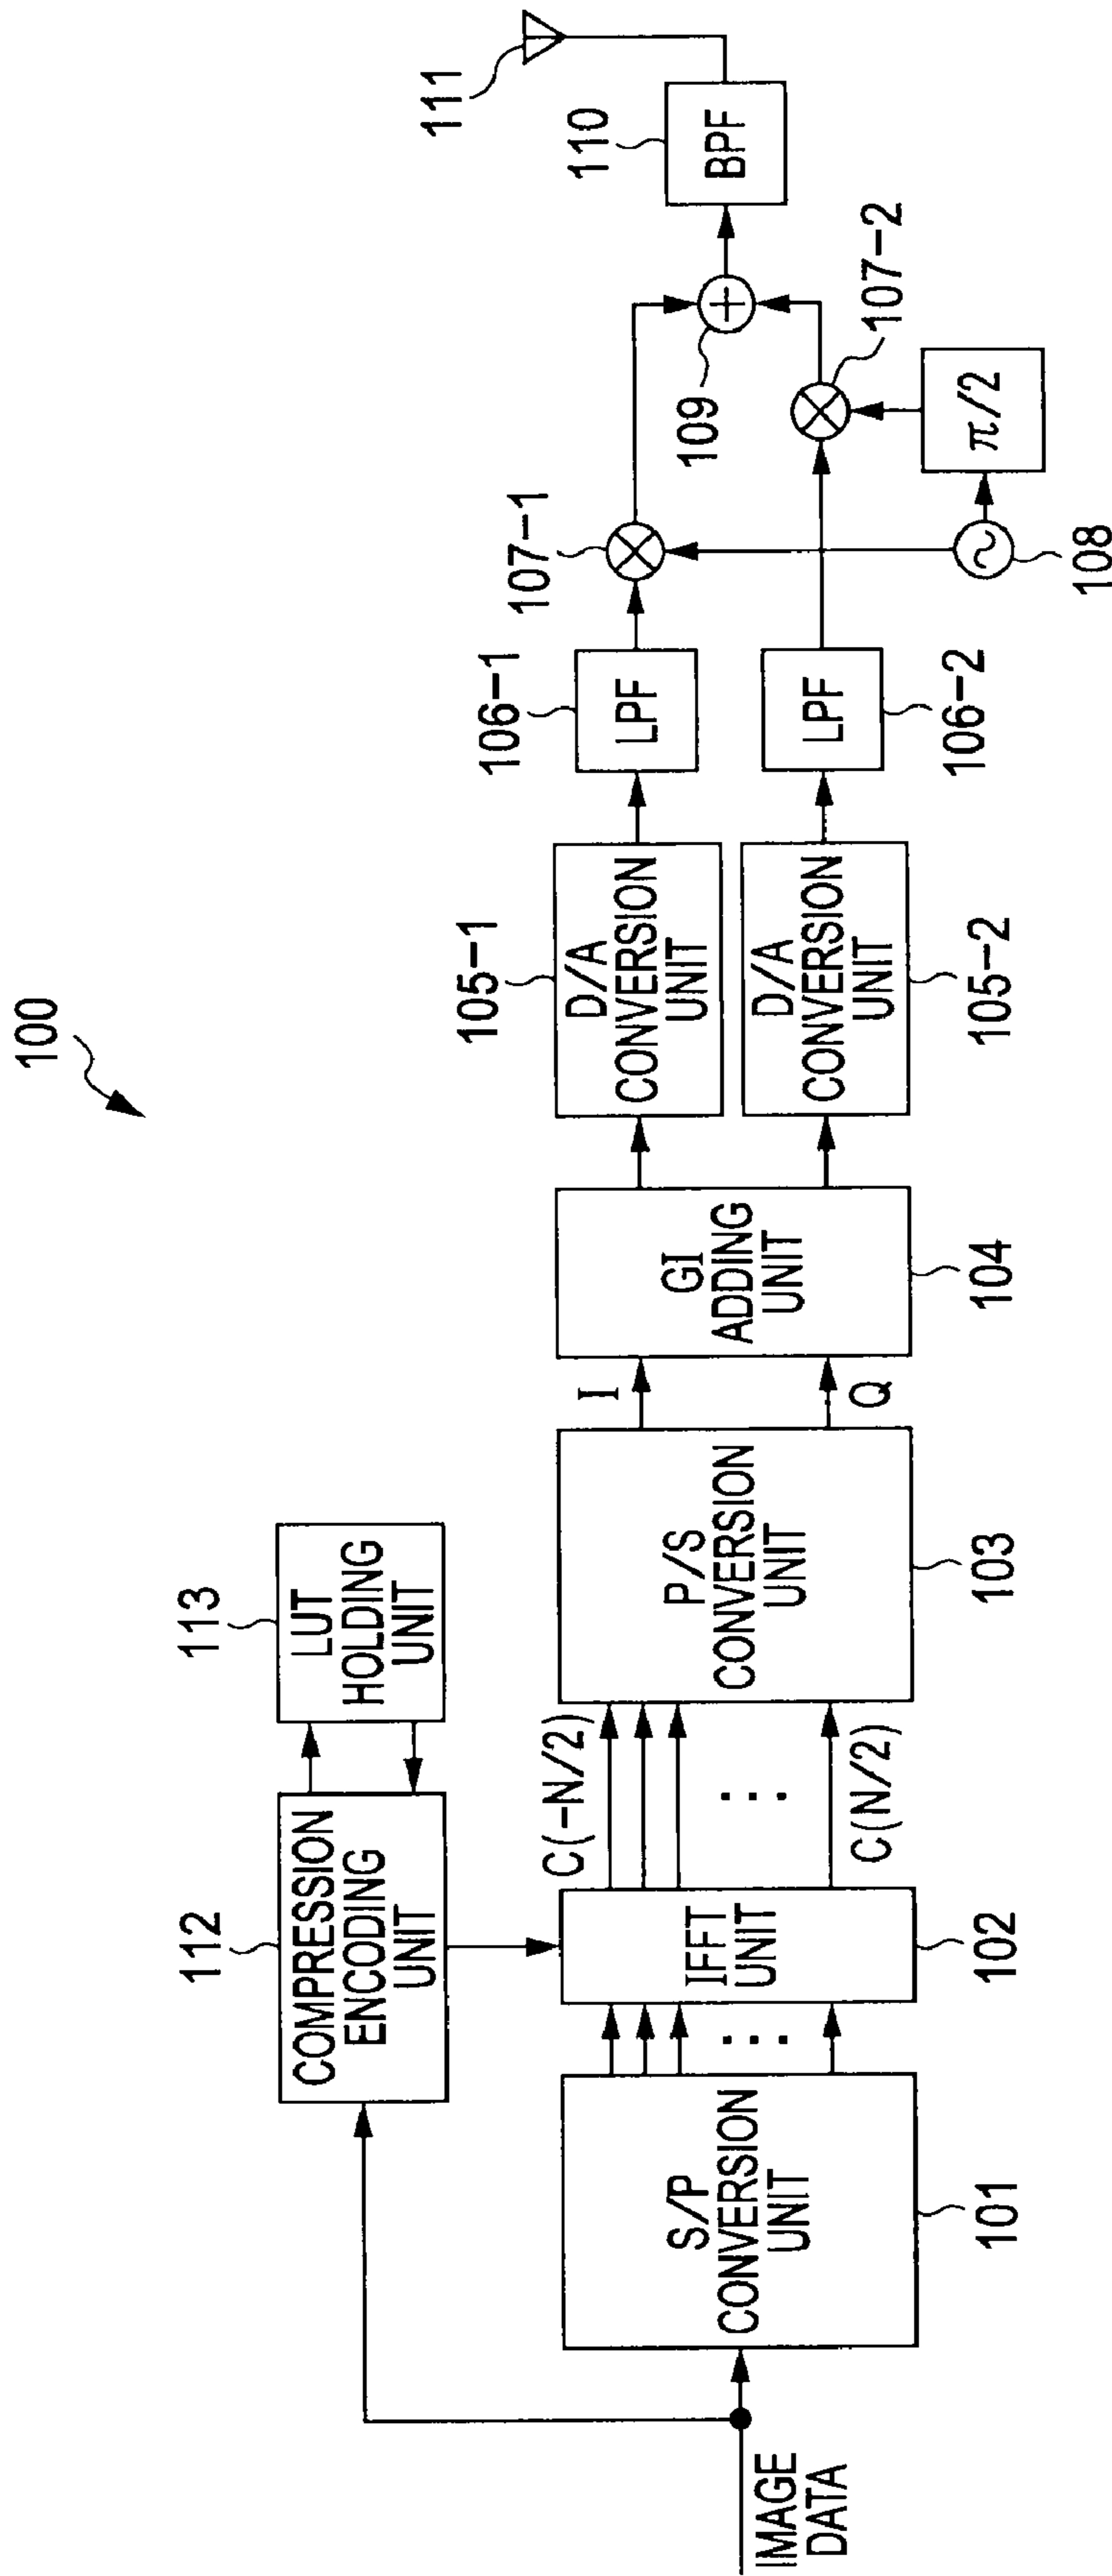 100
IMAGE
DATA
S/P
CONVERSION
UNIT
101
COMPRESSION
ENCODING
UNIT
112
LUT
HOLDING
UNIT
113
IFFT
UNIT
102
C(-N/2)
C(N/2)
P/S
CONVERSION
UNIT
103
I
Q
GI
ADDING
UNIT
104
D/A
CONVERSION
UNIT
105-1
D/A
CONVERSION
UNIT
105-2
LPF
106-1
LPF
106-2
107-1
107-2
108
π/2
109
BPF
110
111